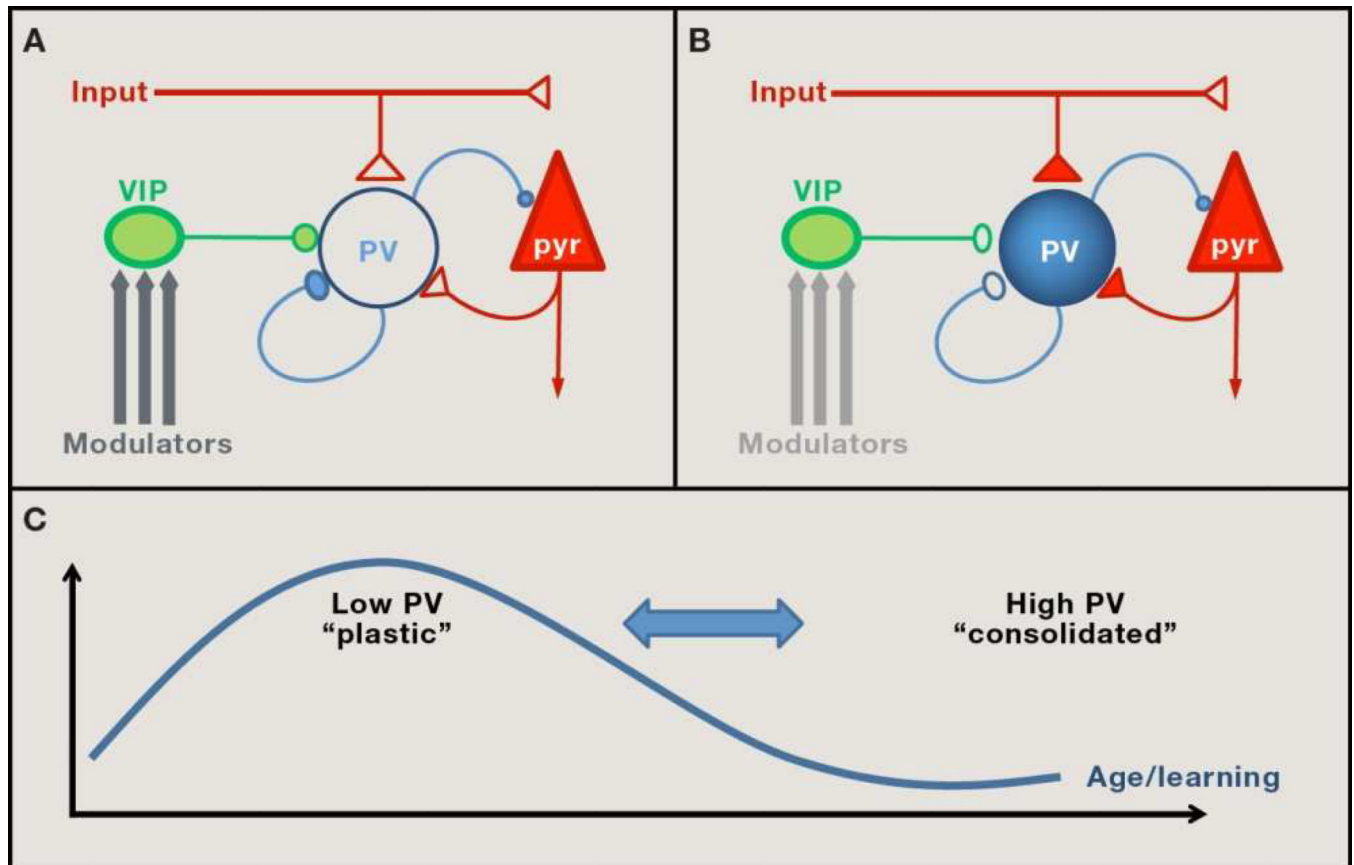 A
Input
VIP
PV
pyr
Modulators
B
Input
VIP
PV
pyr
Modulators
C
Low PV
“plastic”
High PV
“consolidated”
Age/learning